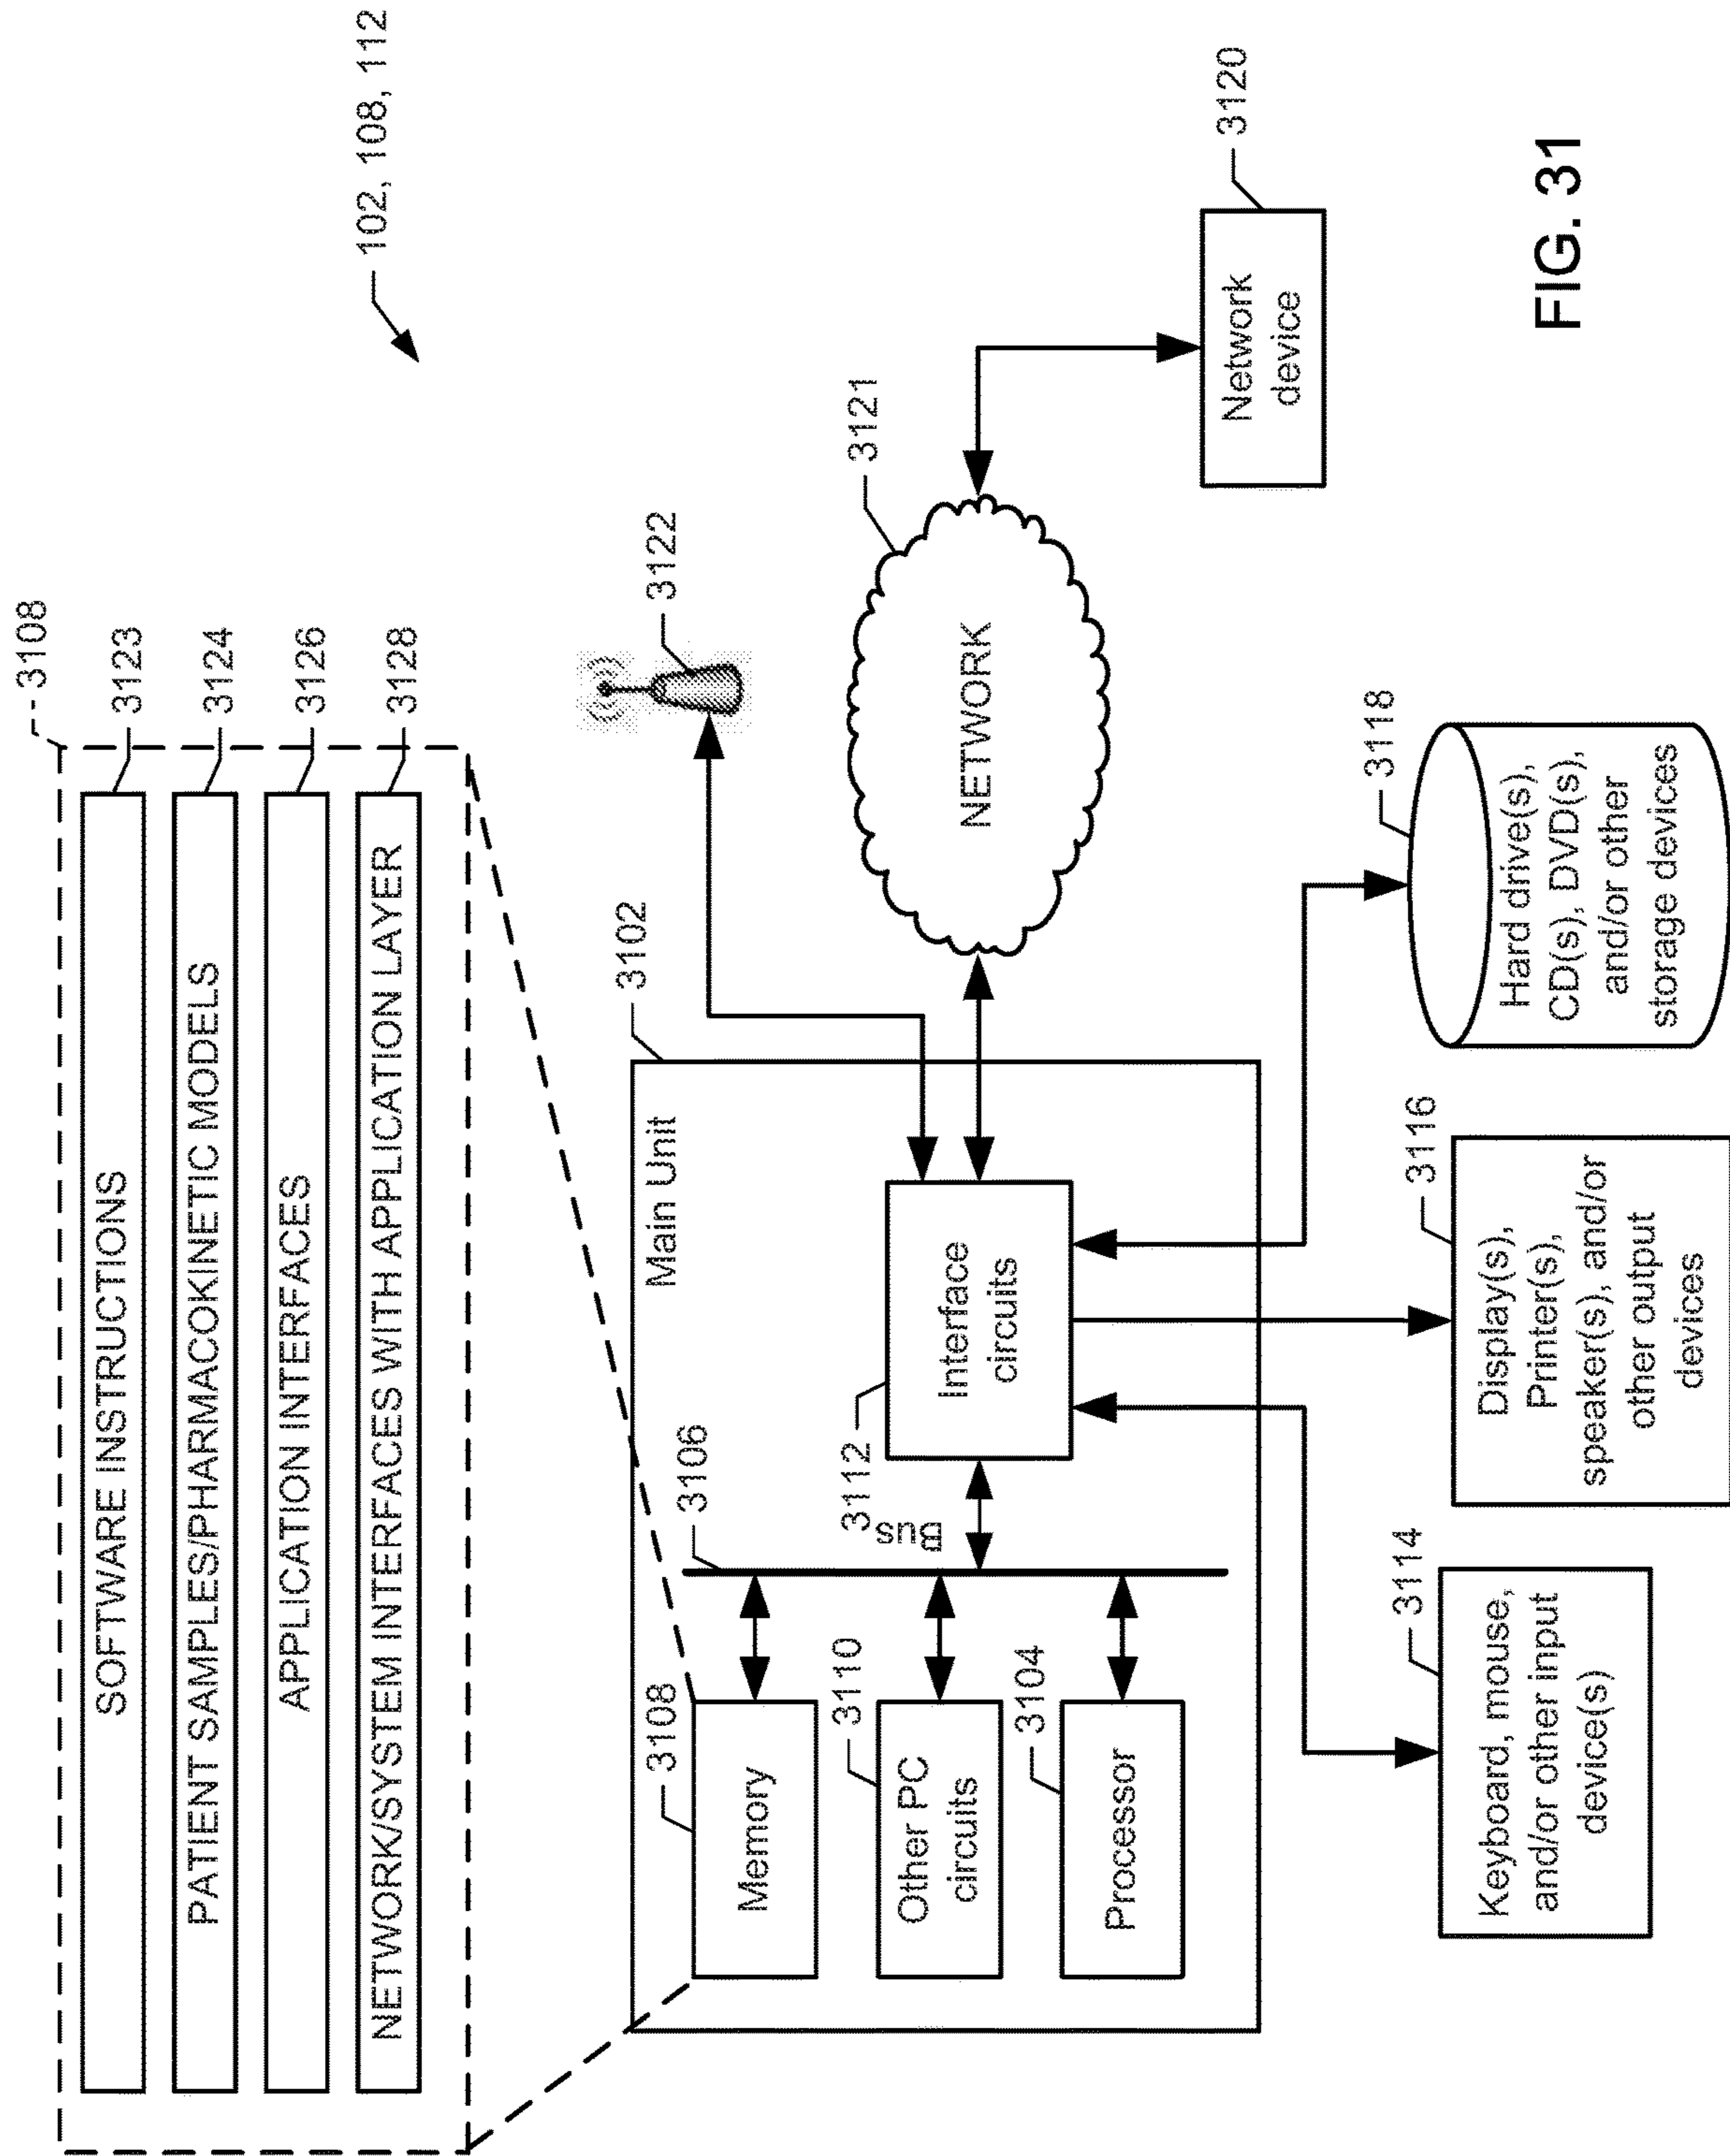 3108
SOFTWARE INSTRUCTIONS
3123
PATIENT SAMPLES/PHARMACOKINETIC MODELS
3124
APPLICATION INTERFACES
3126
NETWORK/SYSTEM INTERFACES WITH APPLICATION LAYER
3128
102, 108, 112
3102
Main Unit
3108
Memory
3110
Other PC
circuits
3104
Processor
3106
Bus
3112
Interface
circuits
3122
3121
NETWORK
3120
Network
device
3114
Keyboard, mouse,
and/or other input
device(s)
3116
Display(s),
Printer(s),
speaker(s), and/or
other output
devices
3118
Hard drive(s),
CD(s), DVD(s),
and/or other
storage devices
FIG. 31